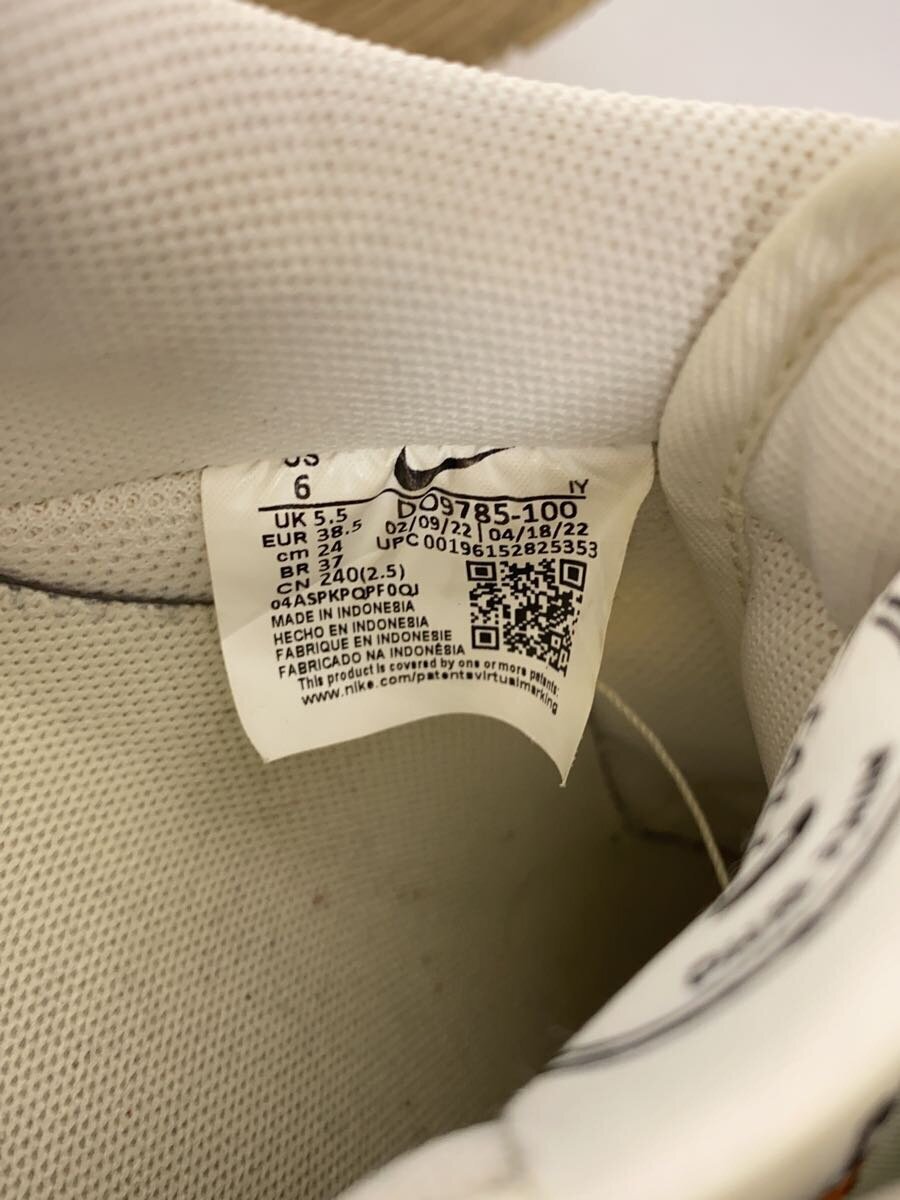 US
6
IY
UK 5.5
EUR 38.5
cm 24
BR 37
CN 240(2.5)
DO9785-100
02/09/22 | 04/18/22
UPC 00196152825353
04ASPKPQPF0QJ
MADE IN INDONESIA
HECHO EN INDONESIA
FABRIQUE EN INDONESIE
FABRICADO NA INDONÉSIA
This product is covered by one or more patents:
www.nike.com/patentsvirtualmarking